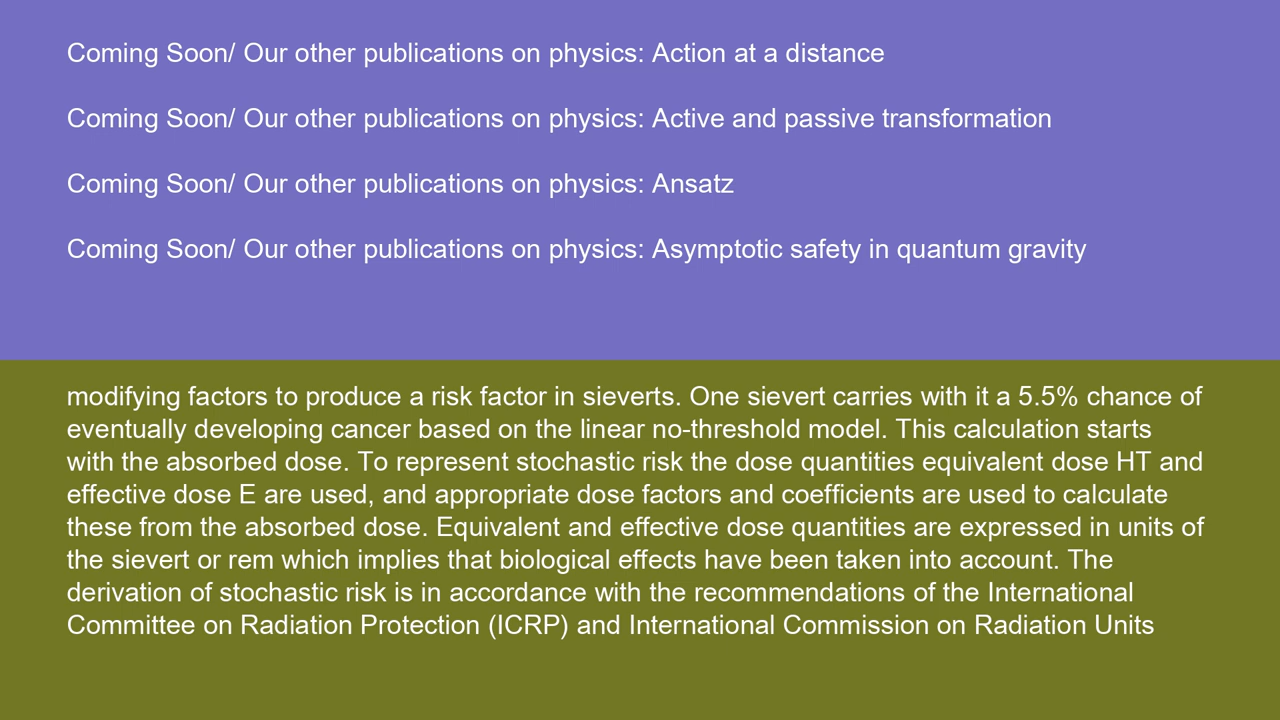 Coming Soon/ Our other publications on physics: Action at a distance
Coming Soon/ Our other publications on physics: Active and passive transformation
Coming Soon/ Our other publications on physics: Ansatz
Coming Soon/ Our other publications on physics: Asymptotic safety in quantum gravity
modifying factors to produce a risk factor in sieverts. One sievert carries with it a 5.5% chance of
eventually developing cancer based on the linear no-threshold model. This calculation starts
with the absorbed dose. To represent stochastic risk the dose quantities equivalent dose HT and
effective dose E are used, and appropriate dose factors and coefficients are used to calculate
these from the absorbed dose. Equivalent and effective dose quantities are expressed in units of
the sievert or rem which implies that biological effects have been taken into account. The
derivation of stochastic risk is in accordance with the recommendations of the International
Committee on Radiation Protection (ICRP) and International Commission on Radiation Units